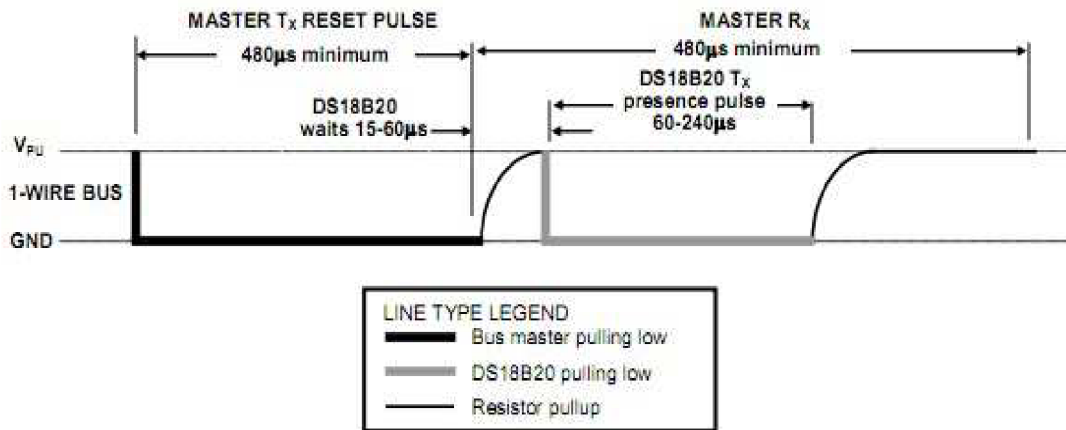 MASTER Tx RESET PULSE
480µs minimum
MASTER Rx
480µs minimum
DS18B20
waits 15-60µs
DS18B20 Tx
presence pulse
60-240µs
VPU
1-WIRE BUS
GND
LINE TYPE LEGEND
Bus master pulling low
DS18B20 pulling low
Resistor pullup